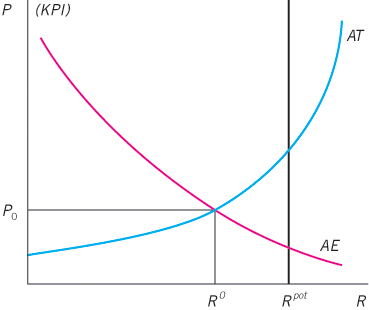 P (KPI)
AT
P₀
AE
R⁰ Rᵖᵒᵗ R